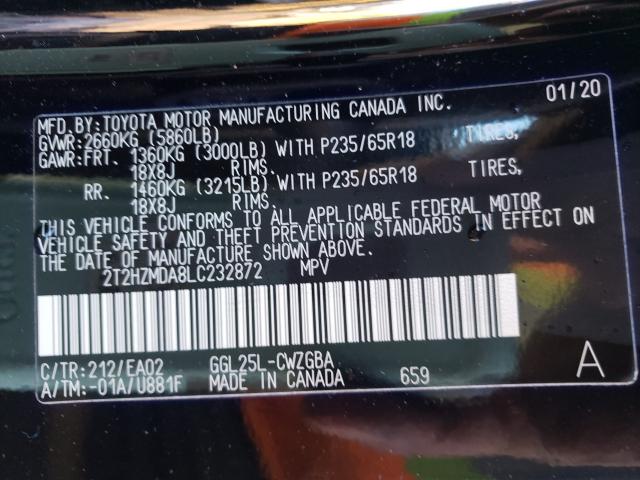 MFD.BY:TOYOTA MOTOR MANUFACTURING CANADA INC. 01/20
GVWR:2660KG (5860LB)
GAWR:FRT. 1360KG (3000LB) WITH P235/65R18 TIRES,
18X8J RIMS.
RR. 1460KG (3215LB) WITH P235/65R18 TIRES,
18X8J RIMS.
THIS VEHICLE CONFORMS TO ALL APPLICABLE FEDERAL MOTOR
VEHICLE SAFETY AND THEFT PREVENTION STANDARDS IN EFFECT ON
THE DATE OF MANUFACTURE SHOWN ABOVE.
2T2HZMDA8LC232872 MPV
C/TR:212/EA02 GGL25L-CWZGBA
A/TM:-01A/U881F MADE IN CANADA 659 A